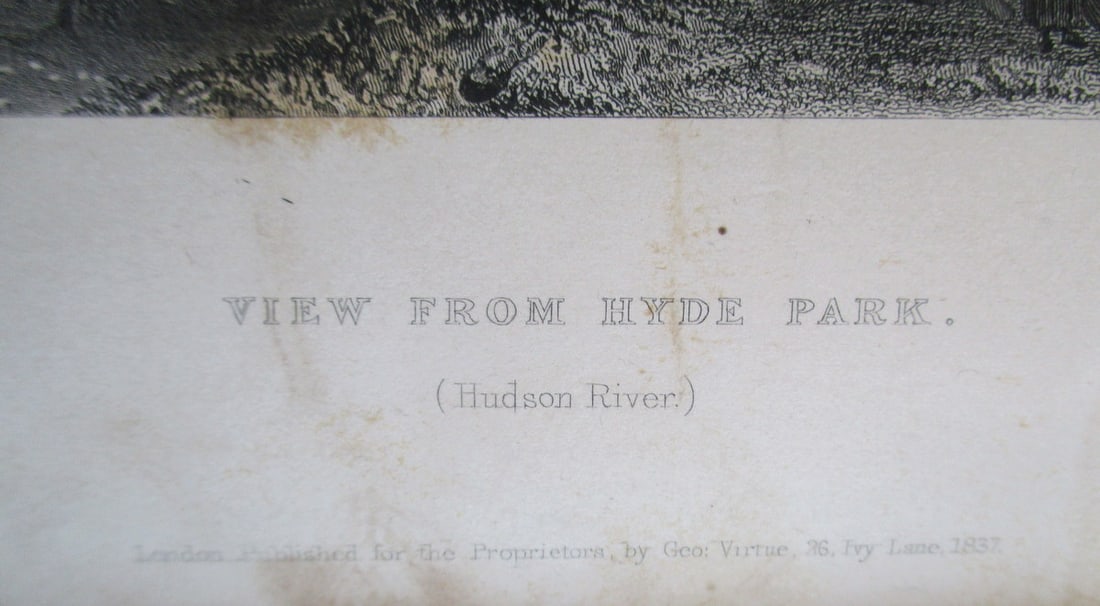 VIEW FROM HYDE PARK.
(Hudson River.)
London Published for the Proprietors, by Geo: Virtue, 26, Ivy Lane, 1837.